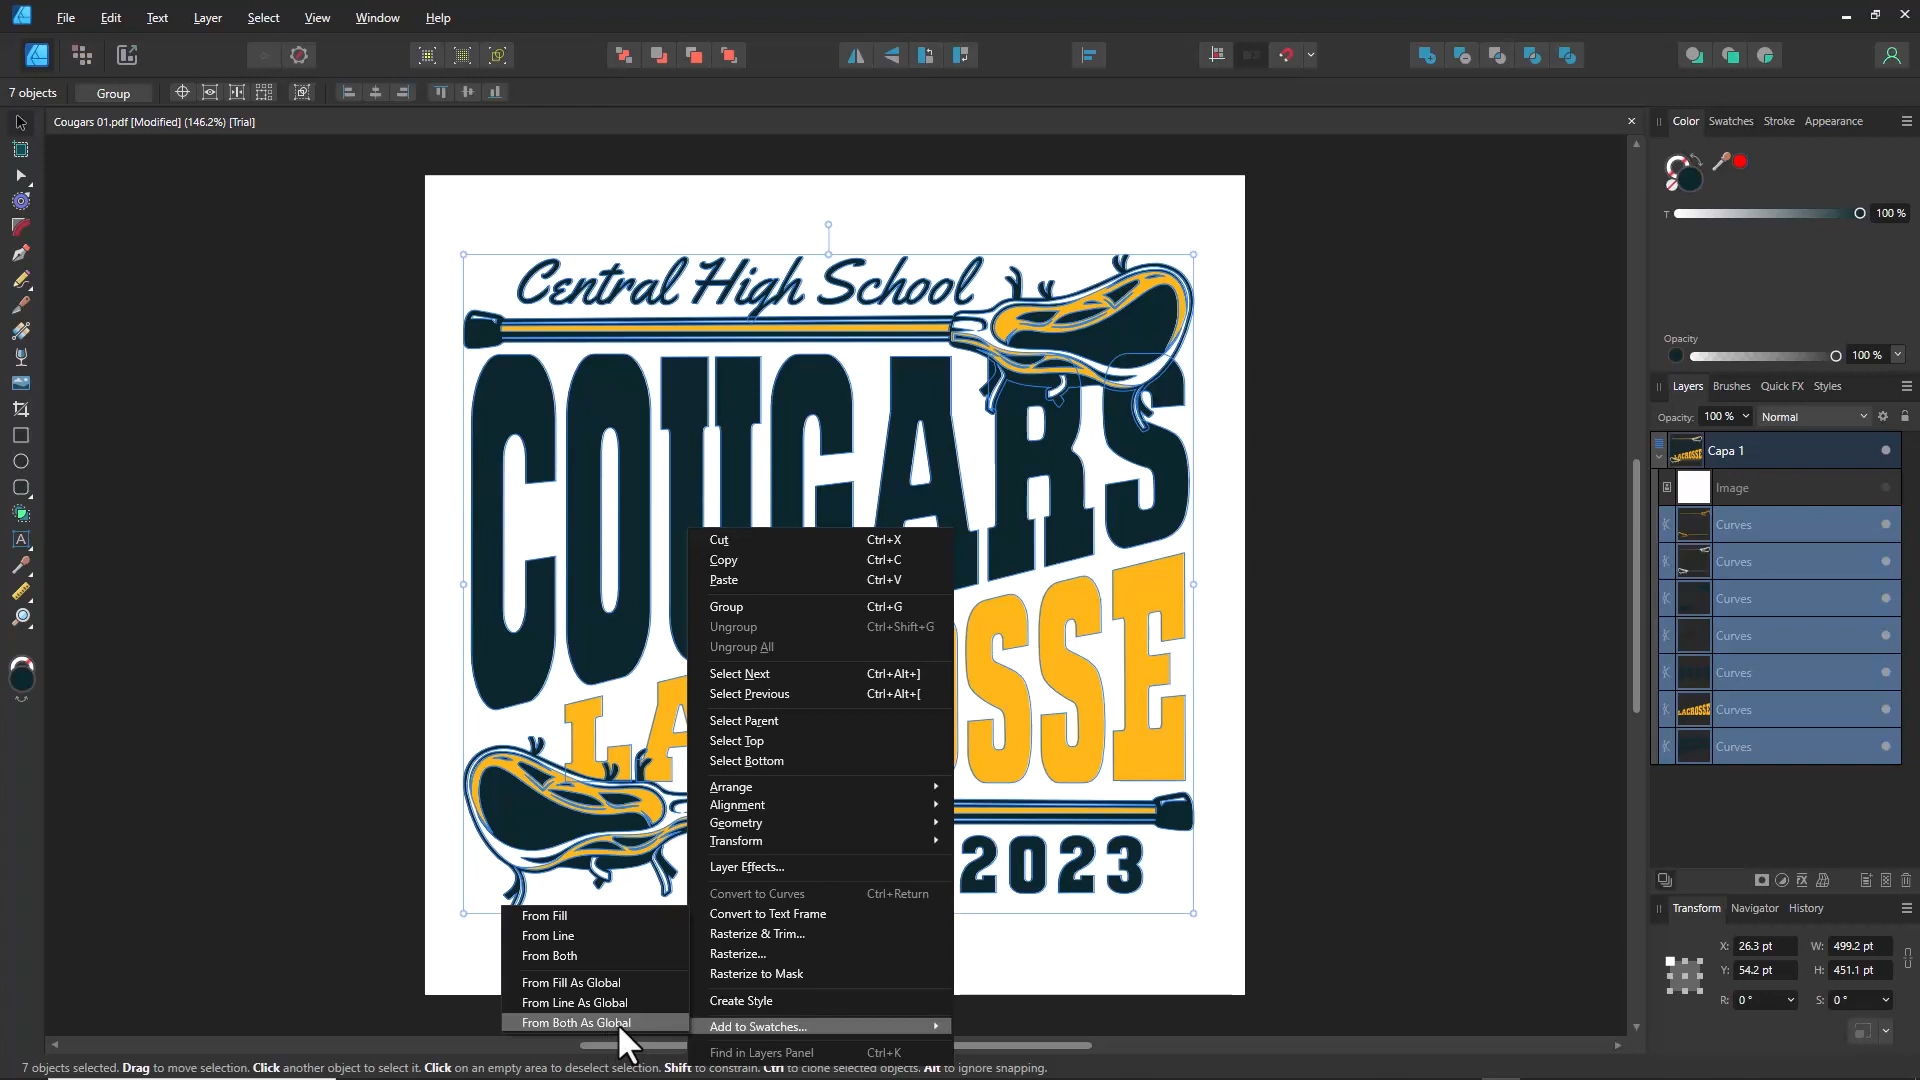 File Edit Text Layer Select View Window Help
7 objects Group
Cougars 01.pdf [Modified] (146.2%) [Trial]
Color Swatches Stroke Appearance
T 100 %
Opacity
100 %
Layers Brushes Quick FX Styles
Opacity: 100 % Normal
Capa 1
Image
Curves
Curves
Curves
Curves
Curves
Curves
Curves
Transform Navigator History
X: 26.3 pt W: 499.2 pt
Y: 54.2 pt H: 451.1 pt
R: 0 ° S: 0 °
Central High School
COUGARS
LA
OSSE
2023
Cut Ctrl+X
Copy Ctrl+C
Paste Ctrl+V
Group Ctrl+G
Ungroup Ctrl+Shift+G
Ungroup All
Select Next Ctrl+Alt+]
Select Previous Ctrl+Alt+[
Select Parent
Select Top
Select Bottom
Arrange
Alignment
Geometry
Transform
Layer Effects...
Convert to Curves Ctrl+Return
Convert to Text Frame
Rasterize & Trim...
Rasterize...
Rasterize to Mask
Create Style
Add to Swatches...
Find in Layers Panel Ctrl+K
From Fill
From Line
From Both
From Fill As Global
From Line As Global
From Both As Global
7 objects selected. Drag to move selection. Click another object to select it. Click on an empty area to deselect selection. Shift to constrain. Ctrl to clone selected objects. Alt to ignore snapping.